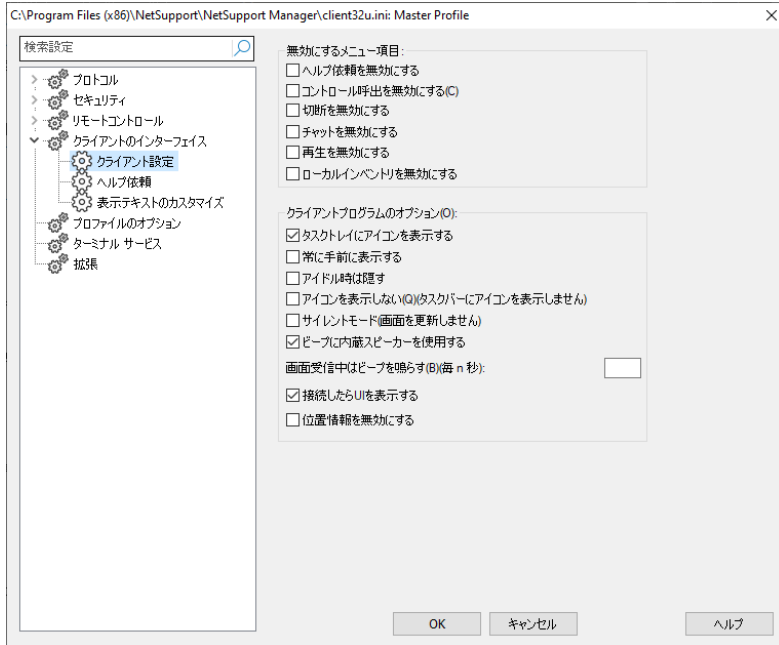 C:\Program Files (x86)\NetSupport\NetSupport Manager\client32u.ini: Master Profile
検索設定
プロトコル
セキュリティ
リモートコントロール
クライアントのインターフェイス
クライアント設定
ヘルプ依頼
表示テキストのカスタマイズ
プロファイルのオプション
ターミナル サービス
拡張
無効にするメニュー項目:
ヘルプ依頼を無効にする
コントロール呼出を無効にする(C)
切断を無効にする
チャットを無効にする
再生を無効にする
ローカルインベントリを無効にする
クライアントプログラムのオプション(O):
タスクトレイにアイコンを表示する
常に手前に表示する
アイドル時は隠す
アイコンを表示しない(Q)(タスクバーにアイコンを表示しません)
サイレントモード(画面を更新しません)
ビープに内蔵スピーカーを使用する
画面受信中はビープを鳴らす(B)(毎 n 秒):
接続したらUIを表示する
位置情報を無効にする
OK
キャンセル
ヘルプ